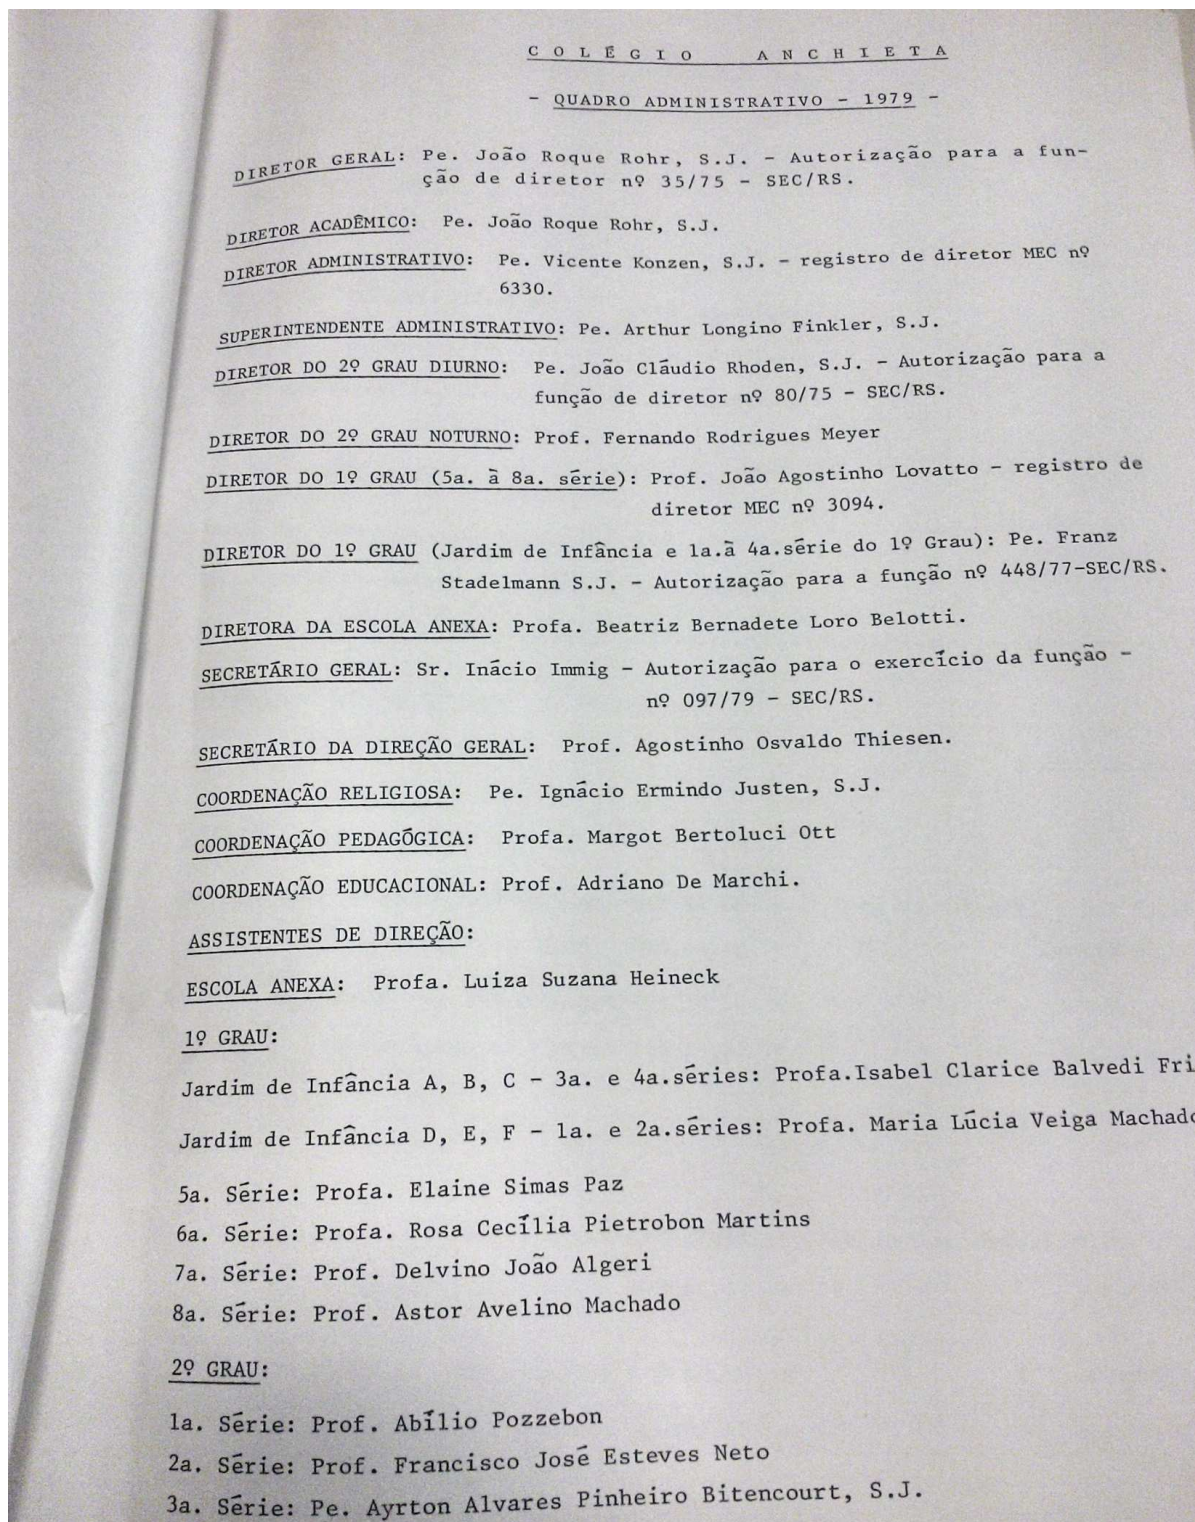 COLÉGIO ANCHIETA
- QUADRO ADMINISTRATIVO - 1979 -
DIRETOR GERAL: Pe. João Roque Rohr, S.J. - Autorização para a fun-
ção de diretor nº 35/75 - SEC/RS.
DIRETOR ACADÊMICO: Pe. João Roque Rohr, S.J.
DIRETOR ADMINISTRATIVO: Pe. Vicente Konzen, S.J. - registro de diretor MEC nº
6330.
SUPERINTENDENTE ADMINISTRATIVO: Pe. Arthur Longino Finkler, S.J.
DIRETOR DO 2º GRAU DIURNO: Pe. João Cláudio Rhoden, S.J. - Autorização para a
função de diretor nº 80/75 - SEC/RS.
DIRETOR DO 2º GRAU NOTURNO: Prof. Fernando Rodrigues Meyer
DIRETOR DO 1º GRAU (5a. à 8a. série): Prof. João Agostinho Lovatto - registro de
diretor MEC nº 3094.
DIRETOR DO 1º GRAU (Jardim de Infância e 1a.à 4a.série do 1º Grau): Pe. Franz
Stadelmann S.J. - Autorização para a função nº 448/77-SEC/RS.
DIRETORA DA ESCOLA ANEXA: Profa. Beatriz Bernadete Loro Belotti.
SECRETÁRIO GERAL: Sr. Inácio Immig - Autorização para o exercício da função -
nº 097/79 - SEC/RS.
SECRETÁRIO DA DIREÇÃO GERAL: Prof. Agostinho Osvaldo Thiesen.
COORDENAÇÃO RELIGIOSA: Pe. Ignácio Ermindo Justen, S.J.
COORDENAÇÃO PEDAGÓGICA: Profa. Margot Bertoluci Ott
COORDENAÇÃO EDUCACIONAL: Prof. Adriano De Marchi.
ASSISTENTES DE DIREÇÃO:
ESCOLA ANEXA: Profa. Luiza Suzana Heineck
1º GRAU:
Jardim de Infância A, B, C - 3a. e 4a.séries: Profa.Isabel Clarice Balvedi Fri
Jardim de Infância D, E, F - 1a. e 2a.séries: Profa. Maria Lúcia Veiga Machado
5a. Série: Profa. Elaine Simas Paz
6a. Série: Profa. Rosa Cecília Pietrobon Martins
7a. Série: Prof. Delvino João Algeri
8a. Série: Prof. Astor Avelino Machado
2º GRAU:
1a. Série: Prof. Abílio Pozzebon
2a. Série: Prof. Francisco José Esteves Neto
3a. Série: Pe. Ayrton Alvares Pinheiro Bitencourt, S.J.